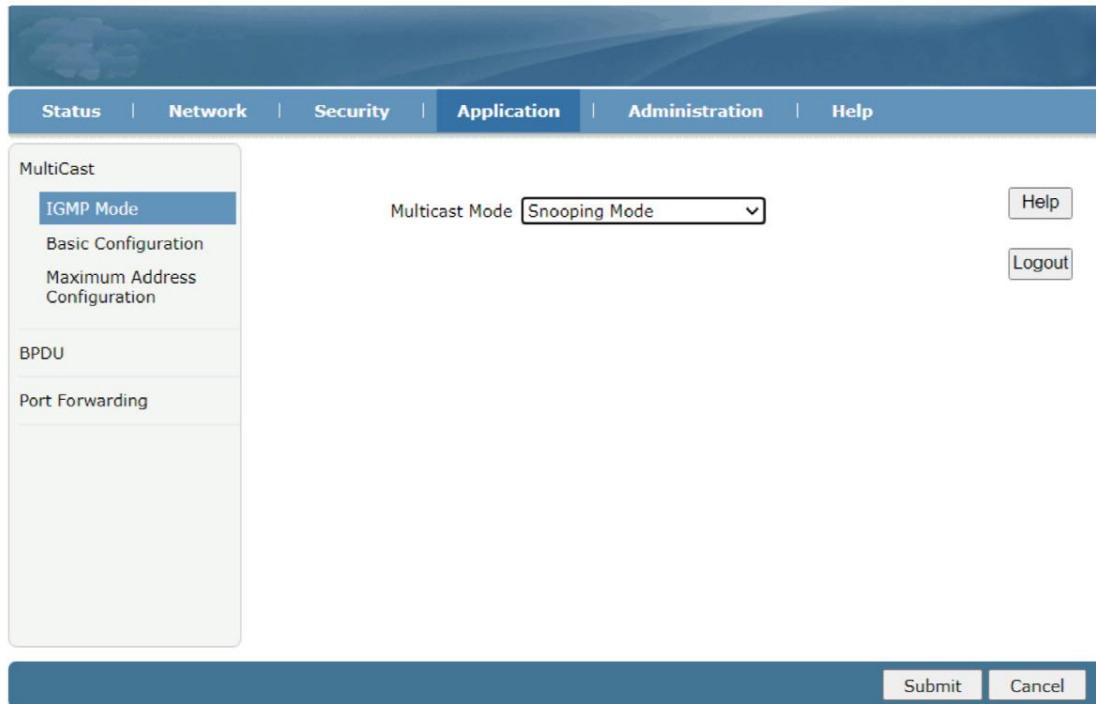 Status | Network | Security | Application | Administration | Help
MultiCast
IGMP Mode
Basic Configuration
Maximum Address
Configuration
BPDU
Port Forwarding
Multicast Mode Snooping Mode
Help
Logout
Submit Cancel